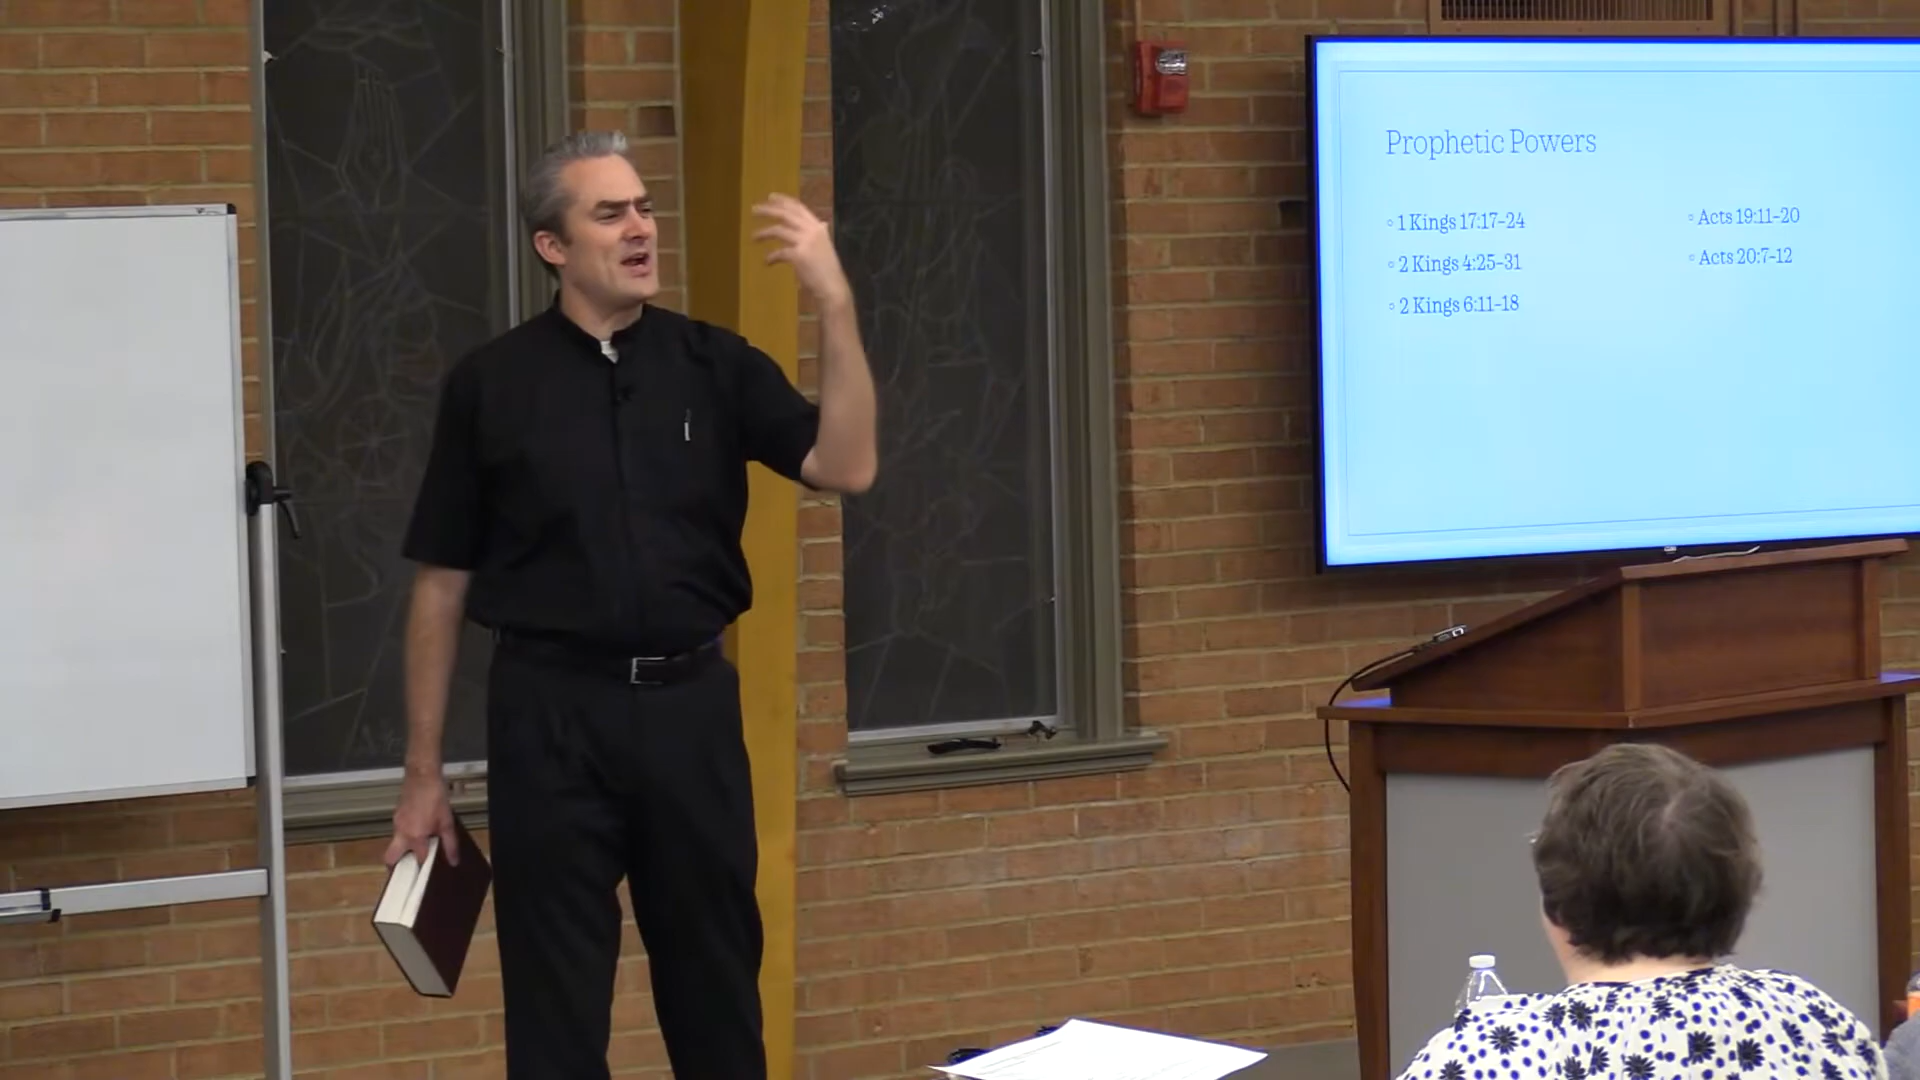 Prophetic Powers
◦ 1 Kings 17:17-24
◦ 2 Kings 4:25-31
◦ 2 Kings 6:11-18
◦ Acts 19:11-20
◦ Acts 20:7-12